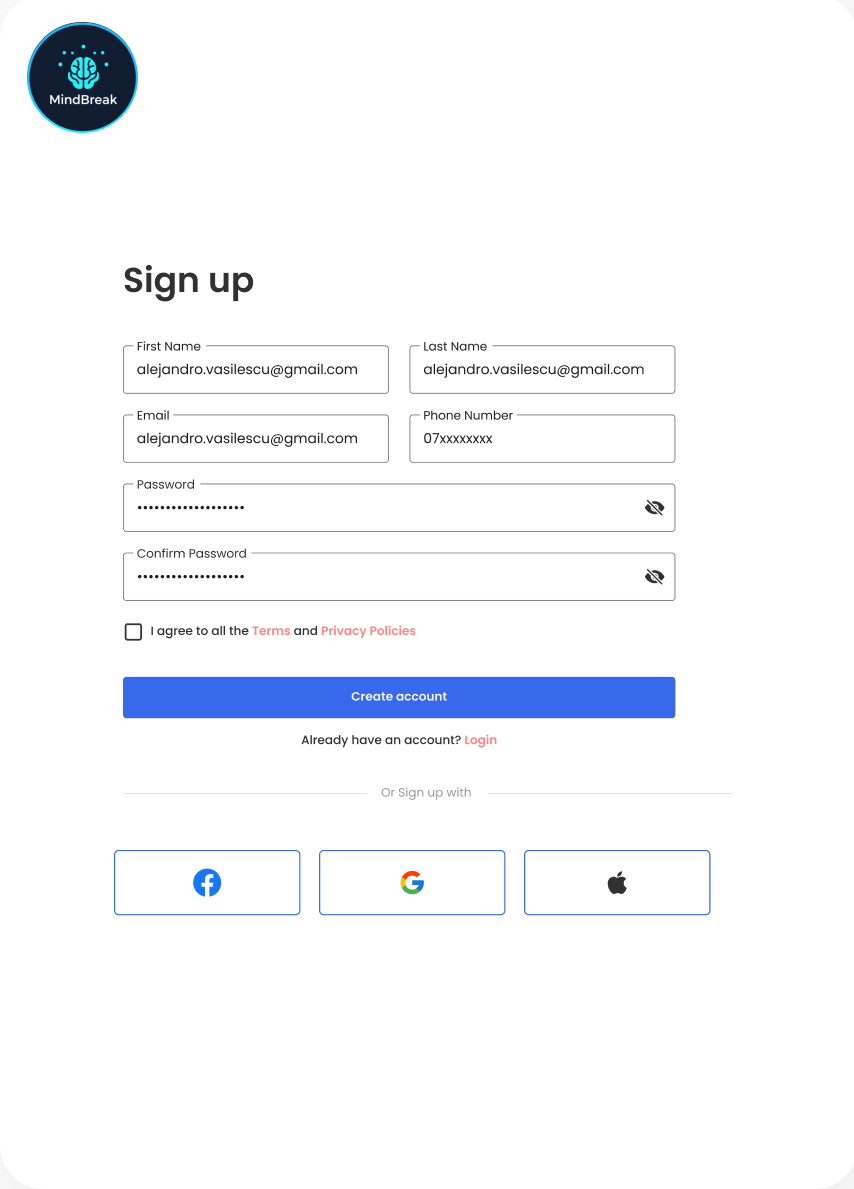 MindBreak
Sign up
First Name
Last Name
alejandro.vasilescu@gmail.com
alejandro.vasilescu@gmail.com
Email
Phone Number
alejandro.vasilescu@gmail.com
07xxxxxxxx
Password
•••••••••••••••••••
Confirm Password
•••••••••••••••••••
I agree to all the Terms and Privacy Policies
Create account
Already have an account? Login
Or Sign up with